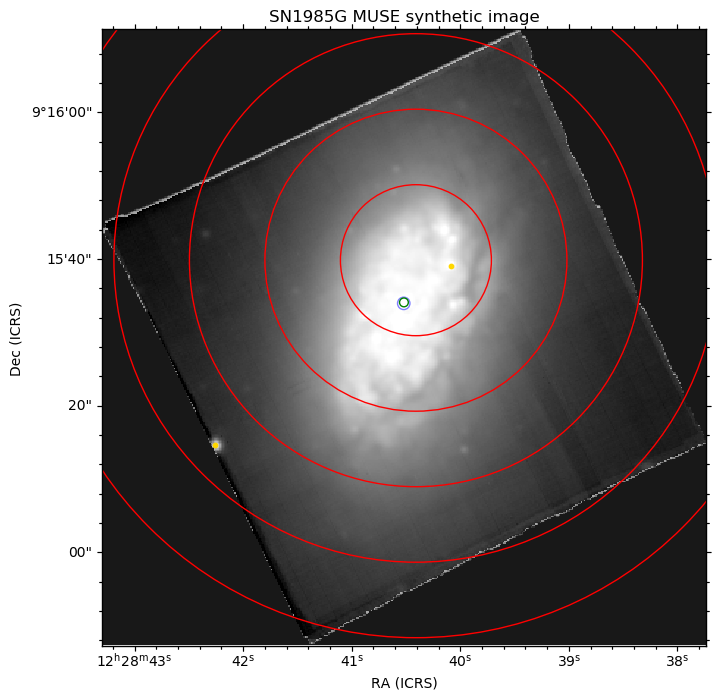 SN1985G MUSE synthetic image
9°16'00"
15'40"
20"
00"
Dec (ICRS)
12ʰ28ᵐ43ˢ
42ˢ
41ˢ
40ˢ
39ˢ
38ˢ
RA (ICRS)